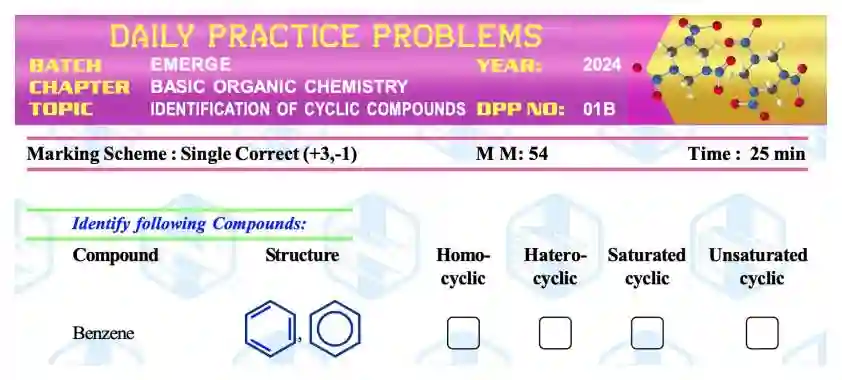 DAILY PRACTICE PROBLEMS
BATCH EMERGE YEAR: 2024
CHAPTER BASIC ORGANIC CHEMISTRY
TOPIC IDENTIFICATION OF CYCLIC COMPOUNDS DPP NO: 01B
Marking Scheme : Single Correct (+3,-1) M M: 54 Time : 25 min
Identify following Compounds:
Compound Structure Homo- Hatero- Saturated Unsaturated
cyclic cyclic cyclic cyclic
Benzene ,